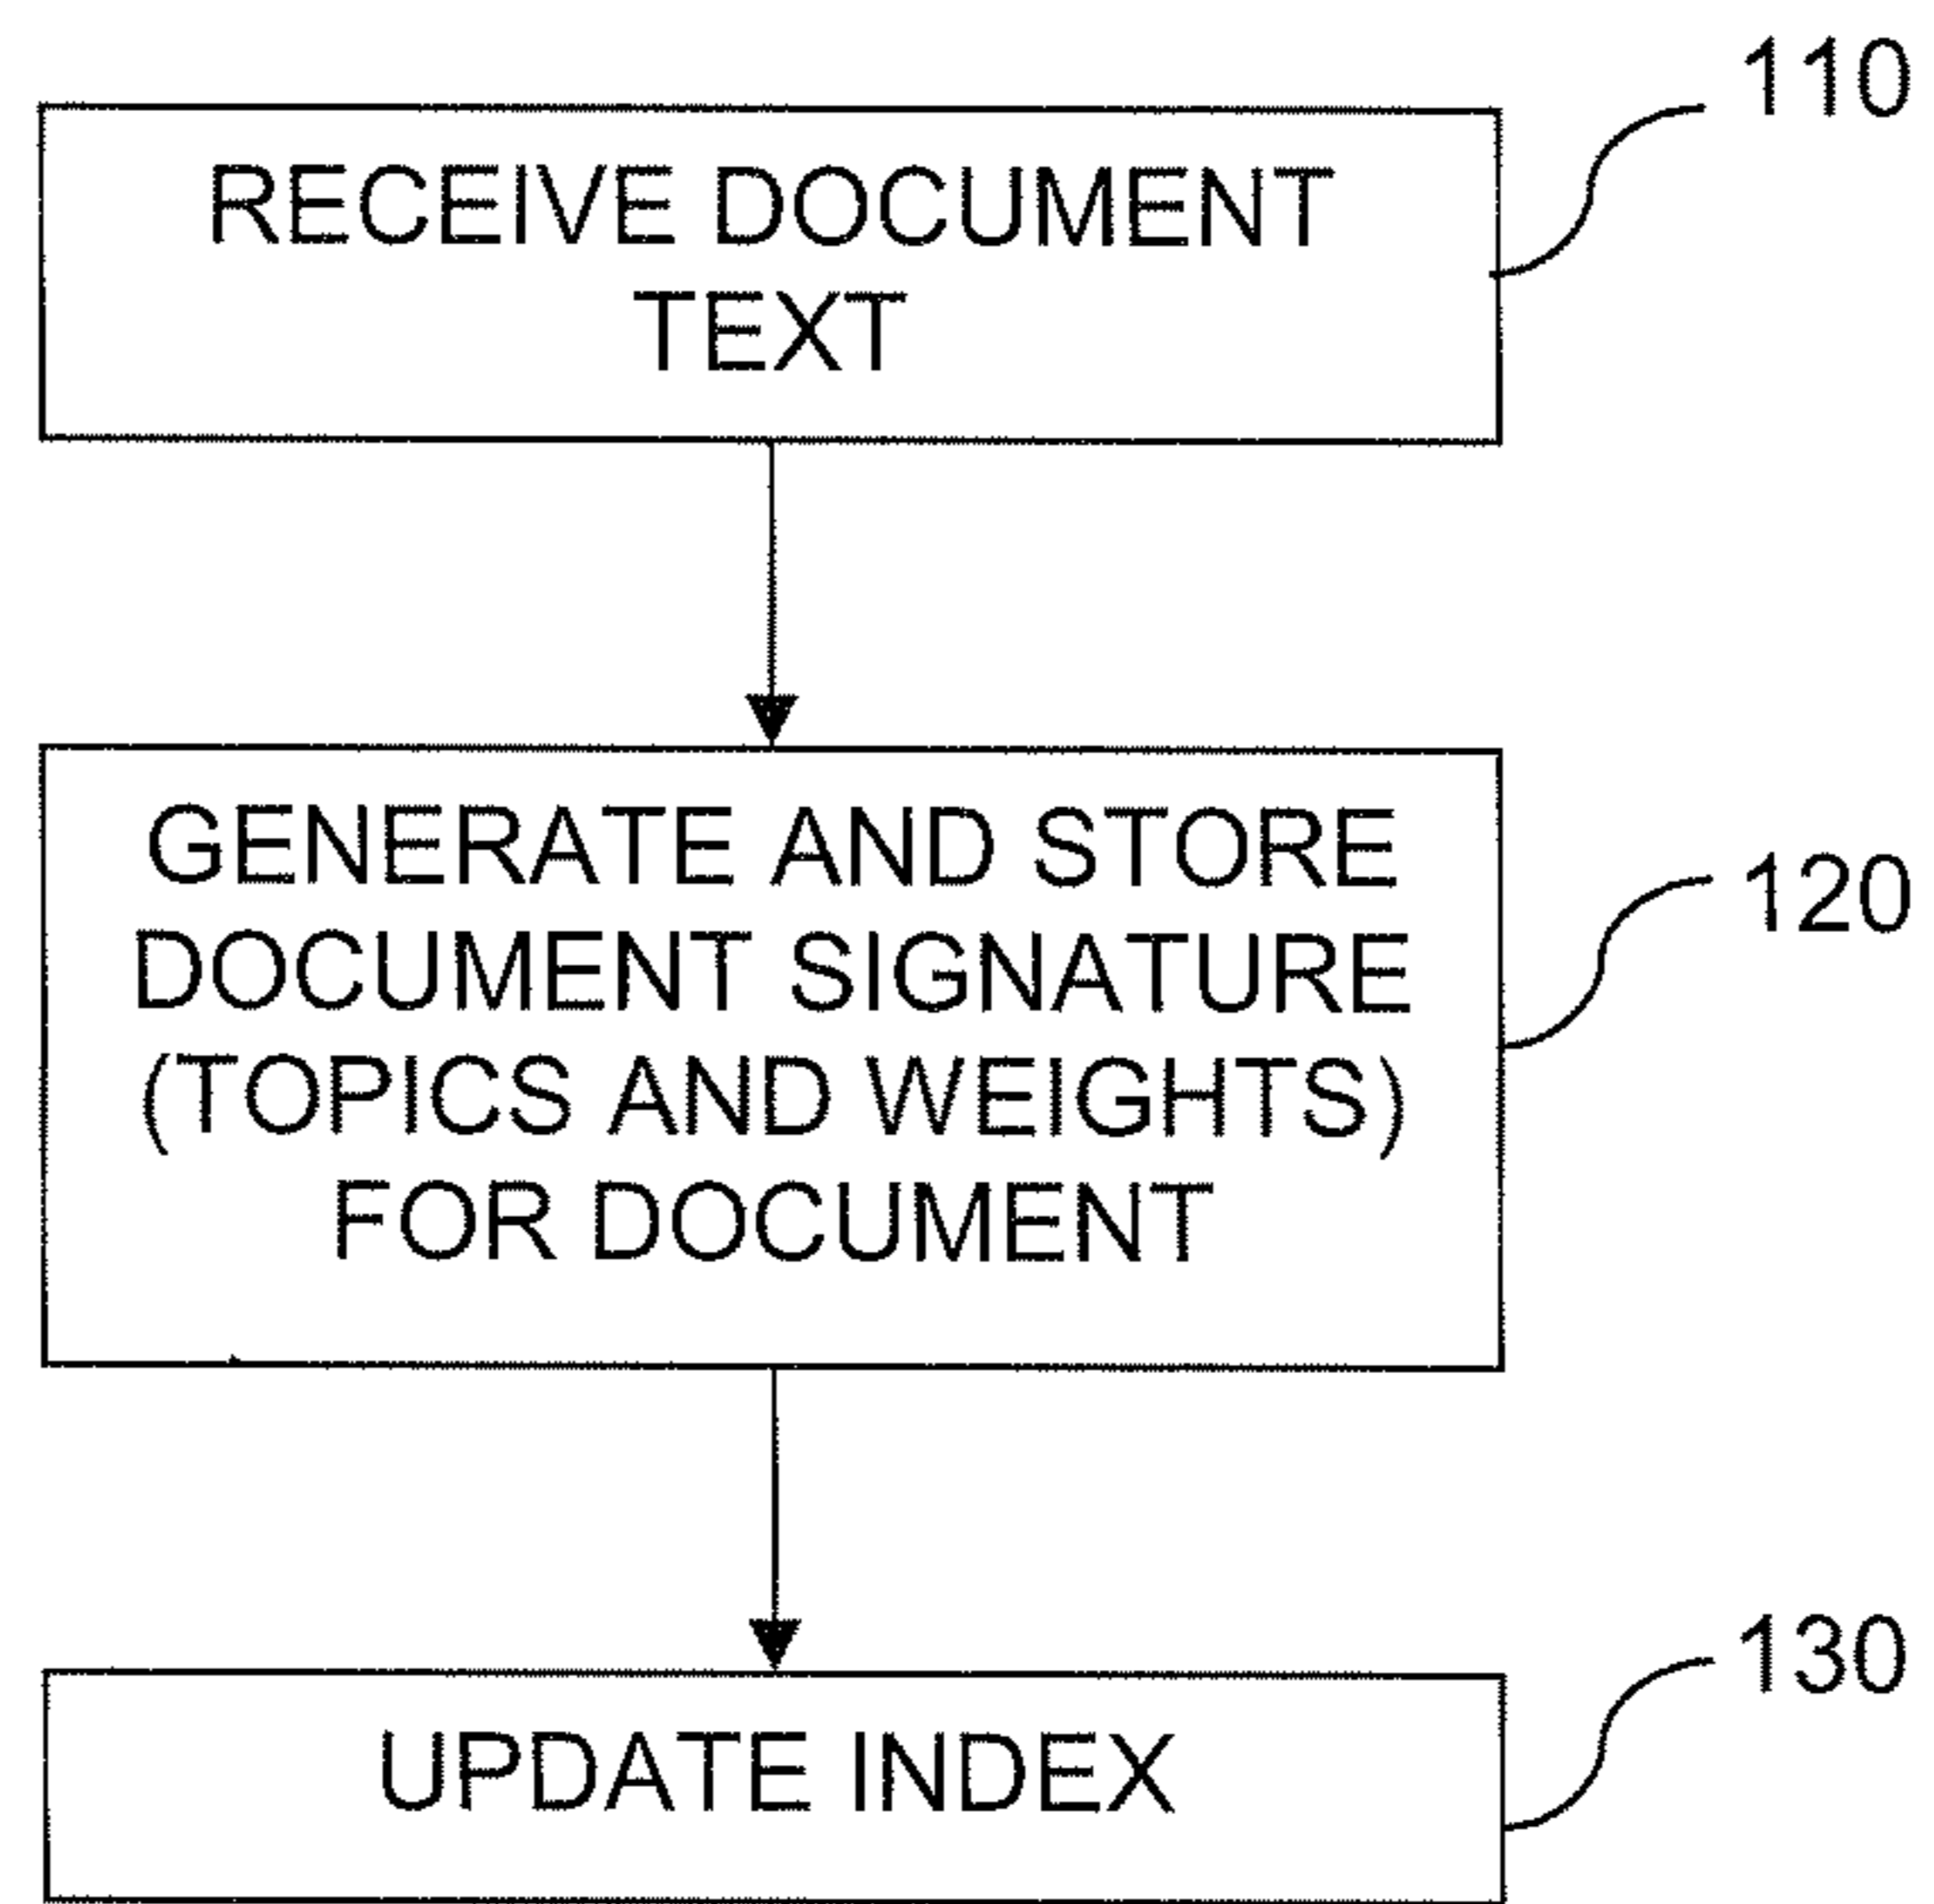 110
RECEIVE DOCUMENT
TEXT
GENERATE AND STORE
DOCUMENT SIGNATURE
(TOPICS AND WEIGHTS)
FOR DOCUMENT
120
UPDATE INDEX
130